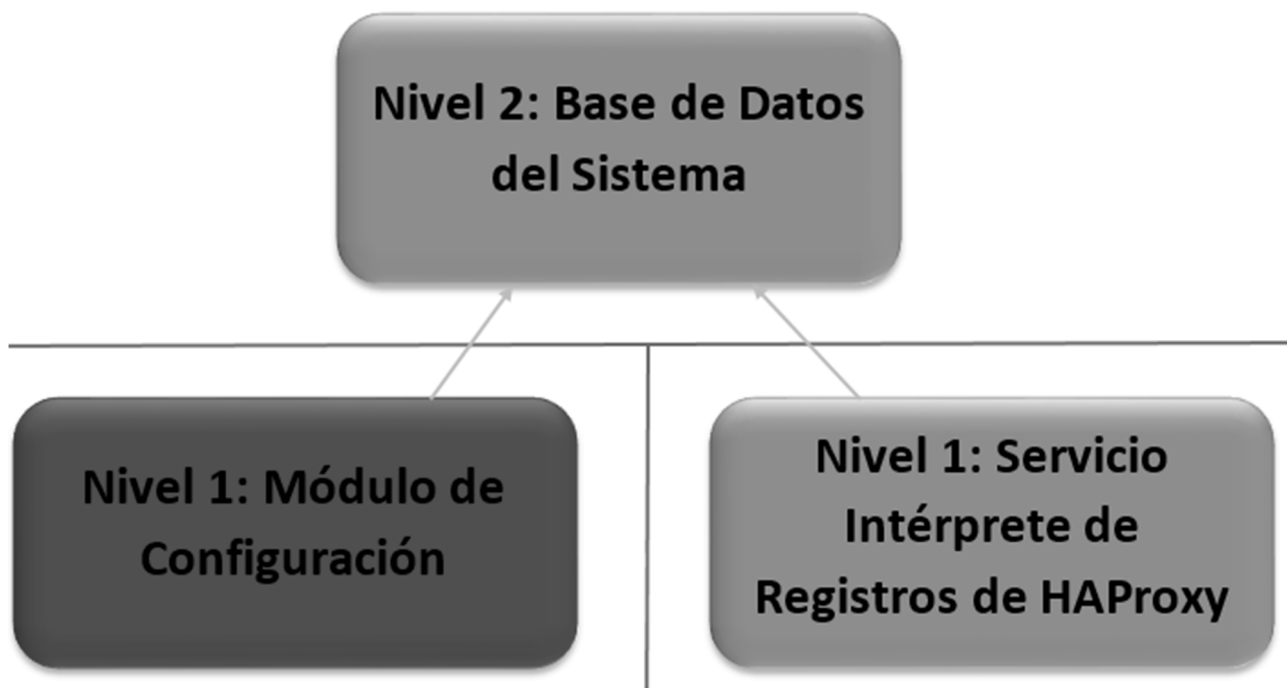 Nivel 2: Base de Datos
del Sistema
Nivel 1: Módulo de
Configuración
Nivel 1: Servicio
Intérprete de
Registros de HAProxy